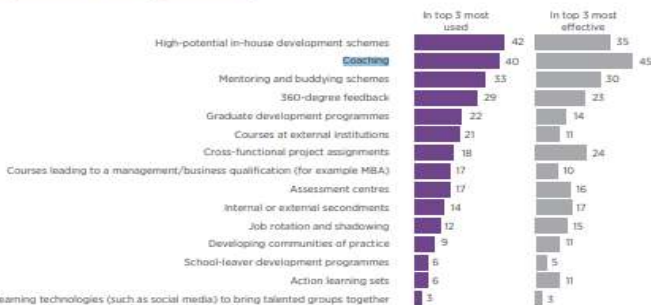 In top 3 most
used
In top 3 most
effective
High-potential in-house development schemes 42 35
Coaching 40 45
Mentoring and buddying schemes 33 30
360-degree feedback 29 23
Graduate development programmes 22 14
Courses at external institutions 21 11
Cross-functional project assignments 18 24
Courses leading to a management/business qualification (for example MBA) 17 10
Assessment centres 17 16
Internal or external secondments 14 17
Job rotation and shadowing 12 15
Developing communities of practice 9 11
School-leaver development programmes 6 5
Action learning sets 6 11
technologies (such as social media) to bring talented groups together 3 3